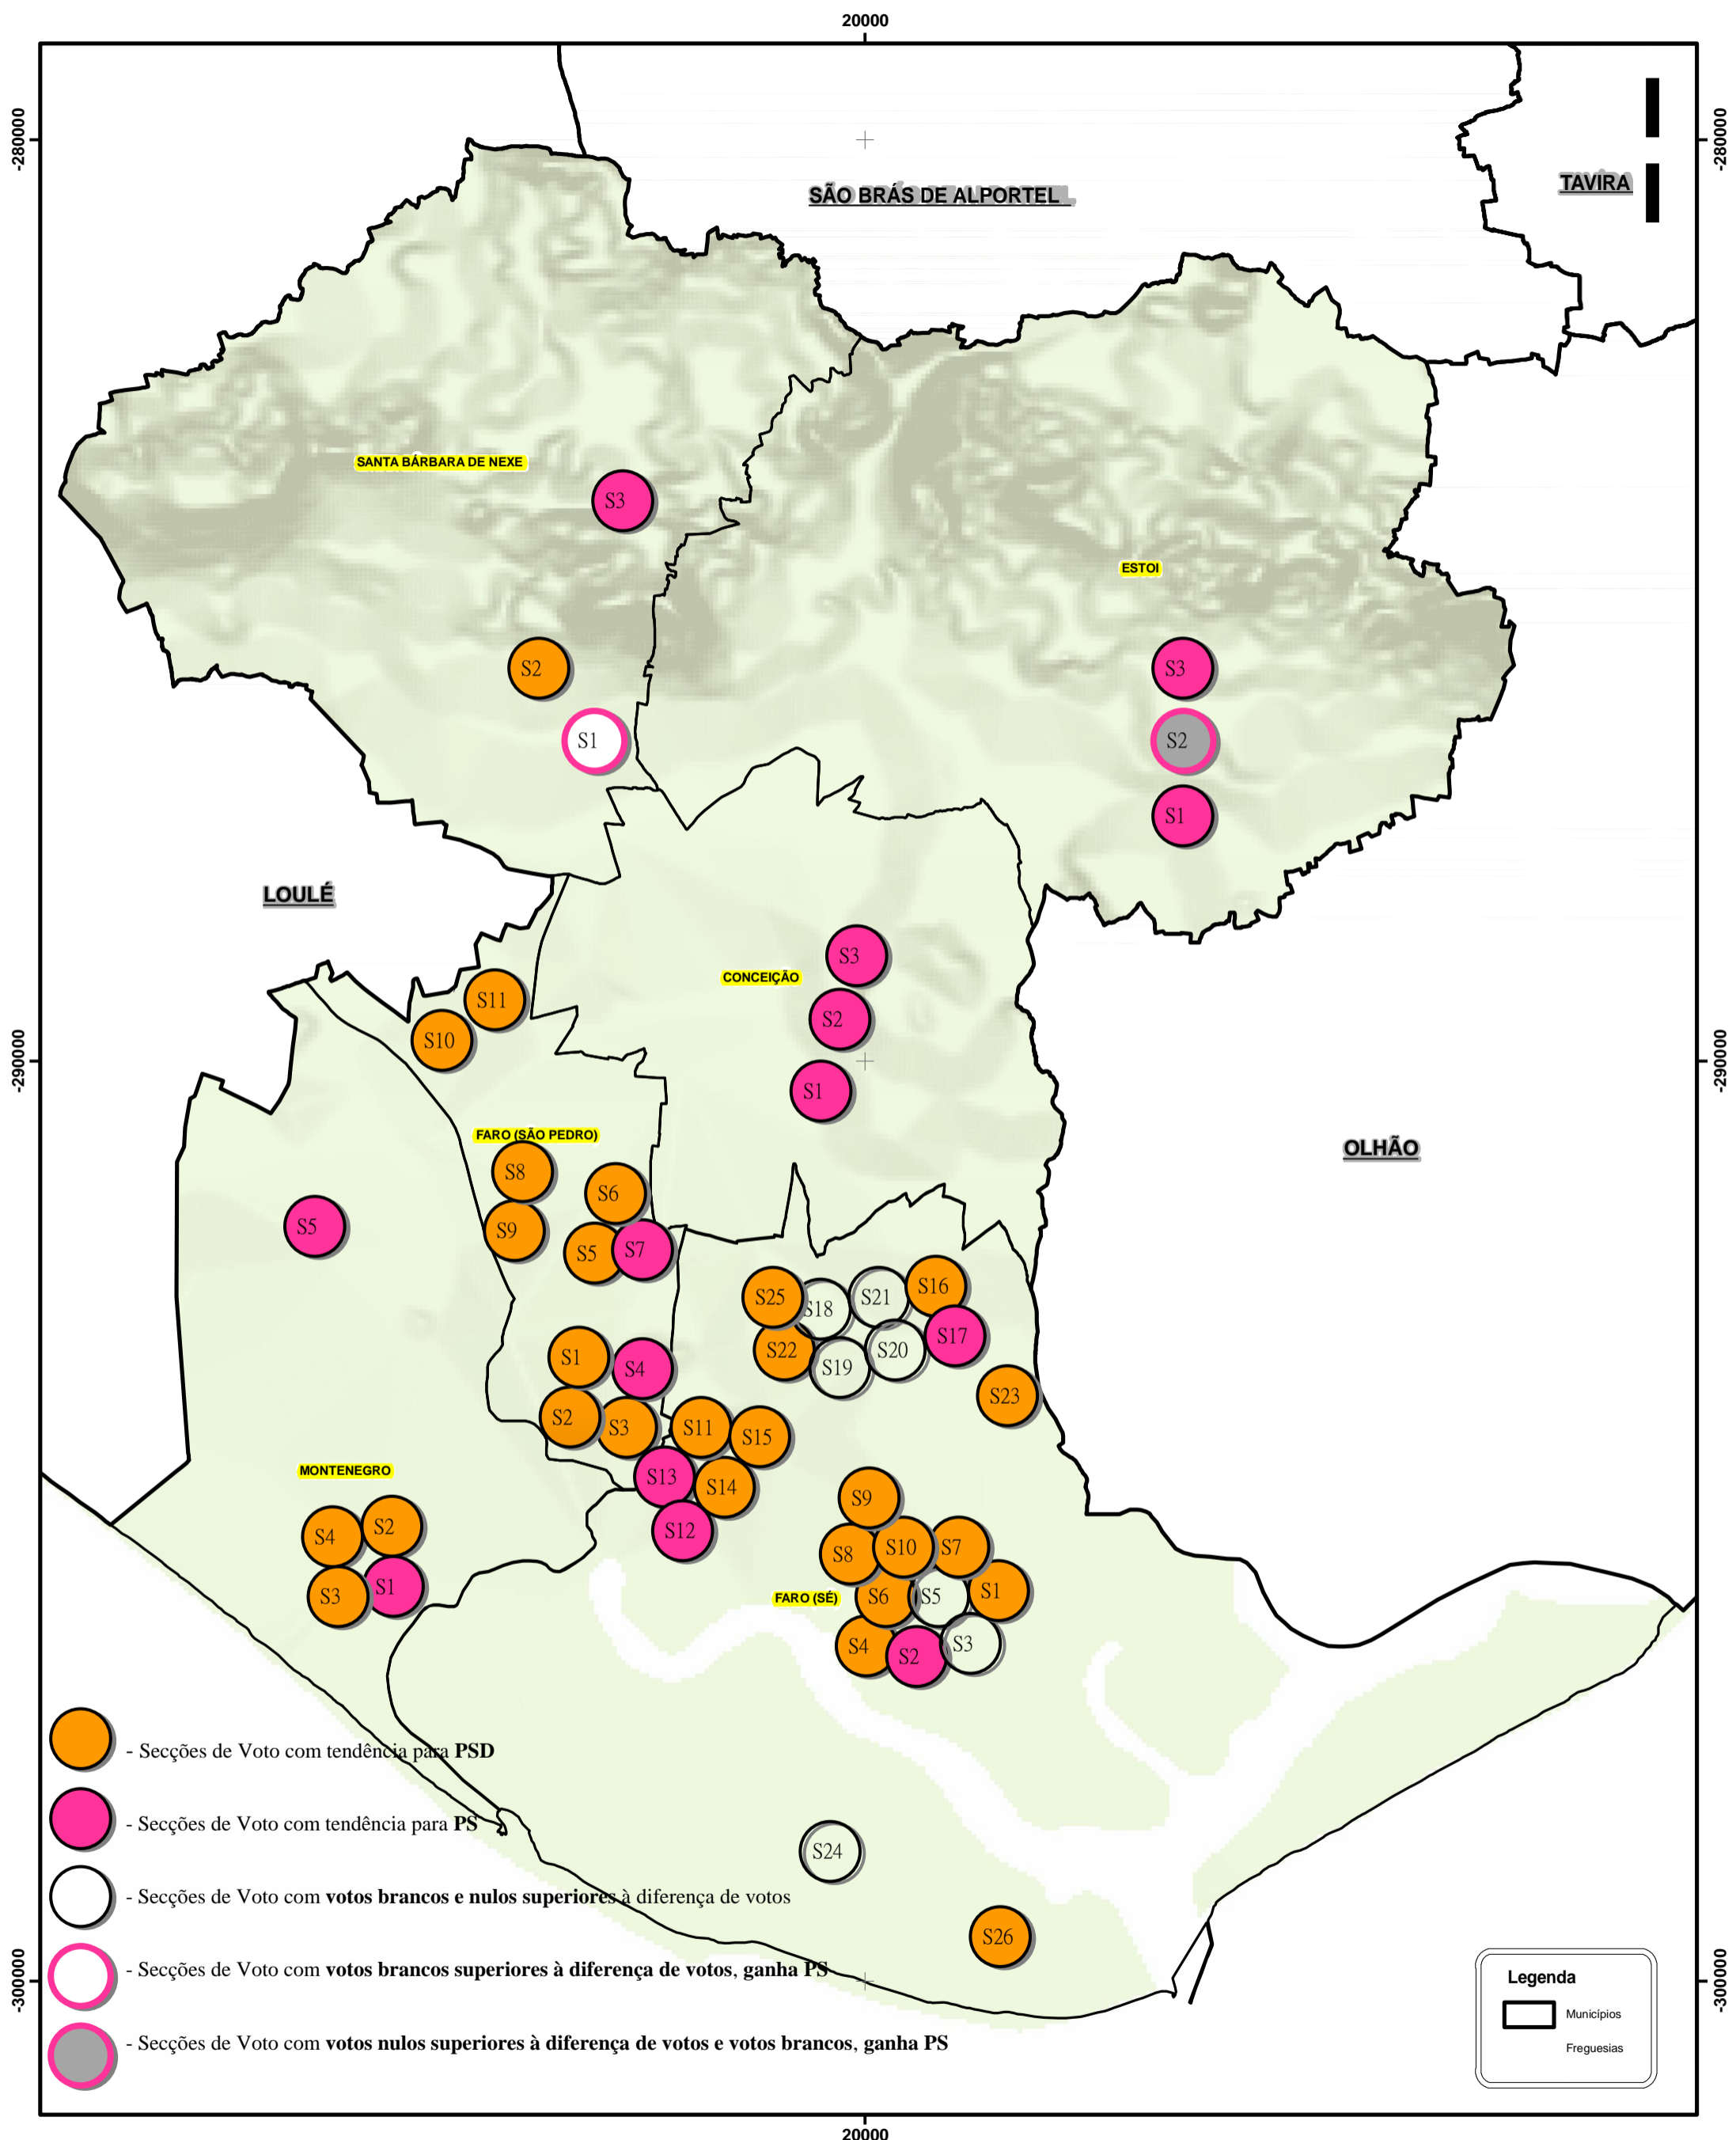 20000
-280000
-280000
SÃO BRÁS DE ALPORTEL
TAVIRA
SANTA BÁRBARA DE NEXE
S3
ESTOI
S2
S3
S1
S2
S1
LOULÉ
S3
CONCEIÇÃO
S11
S2
S10
-290000
-290000
S1
FARO (SÃO PEDRO)
OLHÃO
S8
S6
S5
S9
S5
S7
S25
S18
S21
S16
S22
S19
S20
S17
S1
S4
S23
S2
S3
S11
S15
MONTENEGRO
S13
S14
S9
S4
S2
S12
S8
S10
S7
S3
S1
FARO (SÉ)
S6
S5
S1
S4
S2
S3
- Secções de Voto com tendência para PSD
- Secções de Voto com tendência para PS
S24
- Secções de Voto com votos brancos e nulos superiores à diferença de votos
S26
- Secções de Voto com votos brancos superiores à diferença de votos, ganha PS
-300000
-300000
Legenda
Municípios
Freguesias
- Secções de Voto com votos nulos superiores à diferença de votos e votos brancos, ganha PS
20000